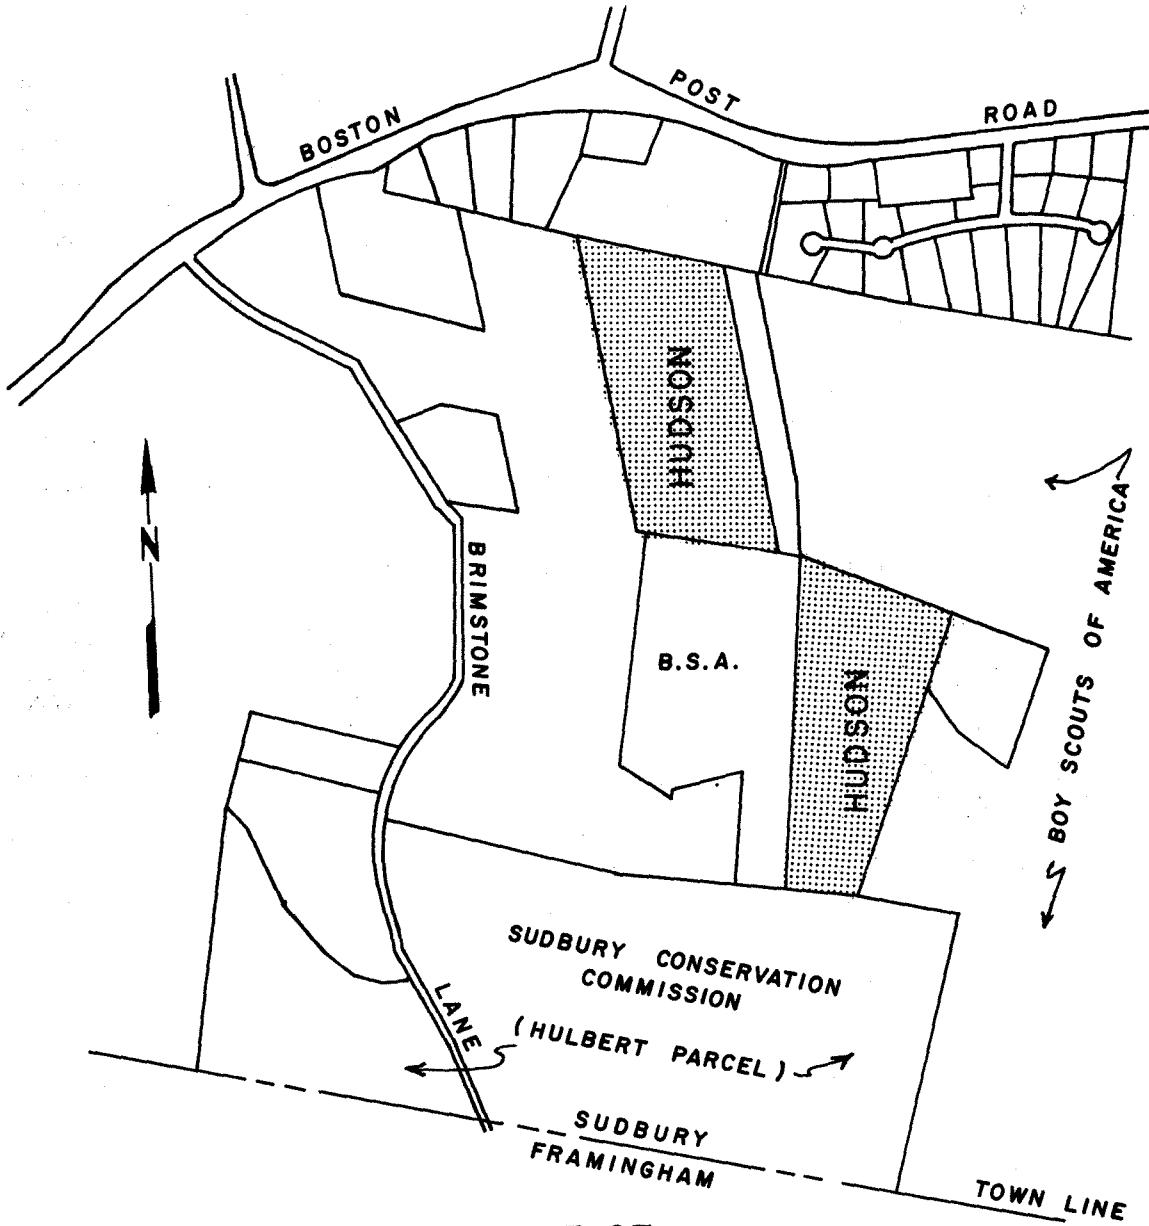 BOSTON POST ROAD
HUDSON
N
BRIMSTONE LANE
B.S.A.
HUDSON
BOY SCOUTS OF AMERICA
SUDBURY CONSERVATION
COMMISSION
(HULBERT PARCEL)
SUDBURY
FRAMINGHAM
TOWN LINE